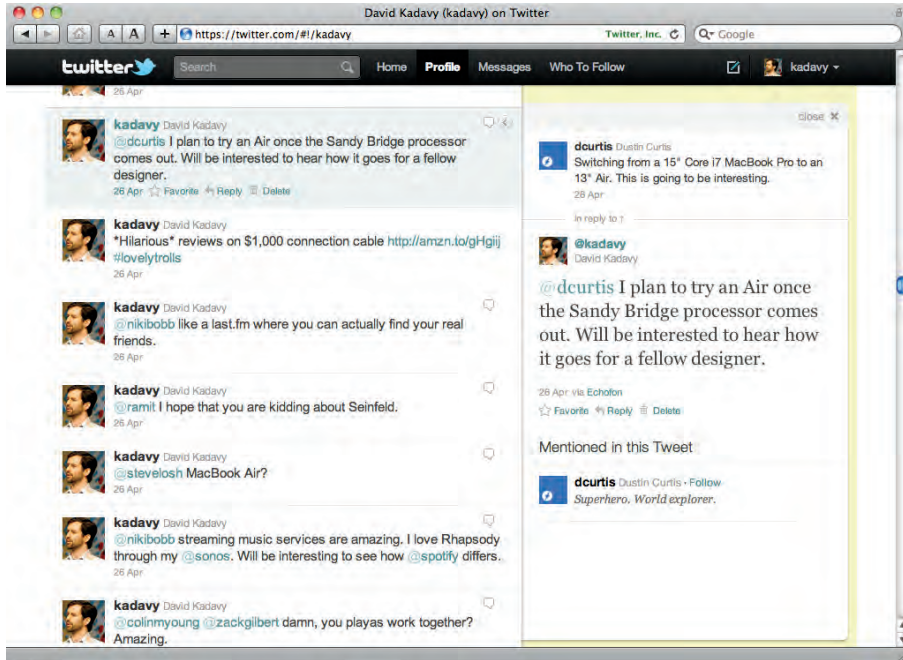 David Kadavy (kadavy) on Twitter
A A + https://twitter.com/#!/kadavy Twitter, Inc. Google
twitter Search Home Profile Messages Who To Follow kadavy
26 Apr
kadavy David Kadavy
@dcurtis I plan to try an Air once the Sandy Bridge processor
comes out. Will be interested to hear how it goes for a fellow
designer.
26 Apr Favorite Reply Delete
kadavy David Kadavy
*Hilarious* reviews on $1,000 connection cable http://amzn.to/gHgiij
#lovelytrolls
26 Apr
kadavy David Kadavy
@nikibobb like a last.fm where you can actually find your real
friends.
26 Apr
kadavy David Kadavy
@ramit I hope that you are kidding about Seinfeld.
26 Apr
kadavy David Kadavy
@stevelosh MacBook Air?
26 Apr
kadavy David Kadavy
@nikibobb streaming music services are amazing. I love Rhapsody
through my @sonos. Will be interesting to see how @spotify differs.
26 Apr
kadavy David Kadavy
@colinmyoung @zackgilbert damn, you playas work together?
Amazing.
close ✖
dcurtis Dustin Curtis
Switching from a 15" Core i7 MacBook Pro to an
13" Air. This is going to be interesting.
26 Apr
in reply to ↑
@kadavy
David Kadavy
@dcurtis I plan to try an Air once
the Sandy Bridge processor comes
out. Will be interested to hear how
it goes for a fellow designer.
26 Apr via Echofon
Favorite Reply Delete
Mentioned in this Tweet
dcurtis Dustin Curtis · Follow
Superhero. World explorer.